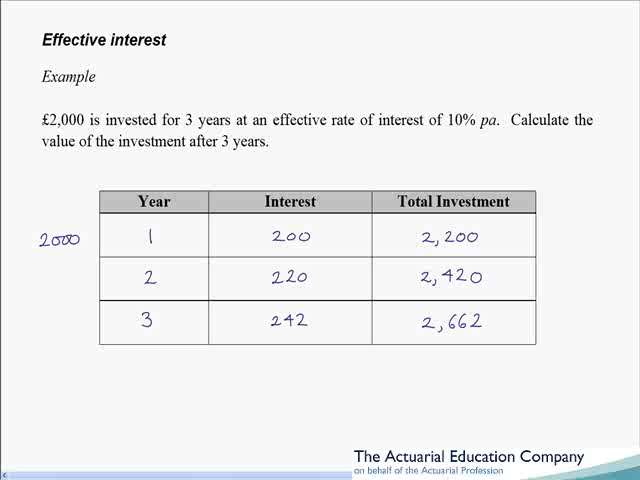 Effective interest
Example
£2,000 is invested for 3 years at an effective rate of interest of 10% pa. Calculate the
value of the investment after 3 years.
Year Interest Total Investment
2000 1 200 2,200
2 220 2,420
3 242 2,662
The Actuarial Education Company
on behalf of the Actuarial Profession